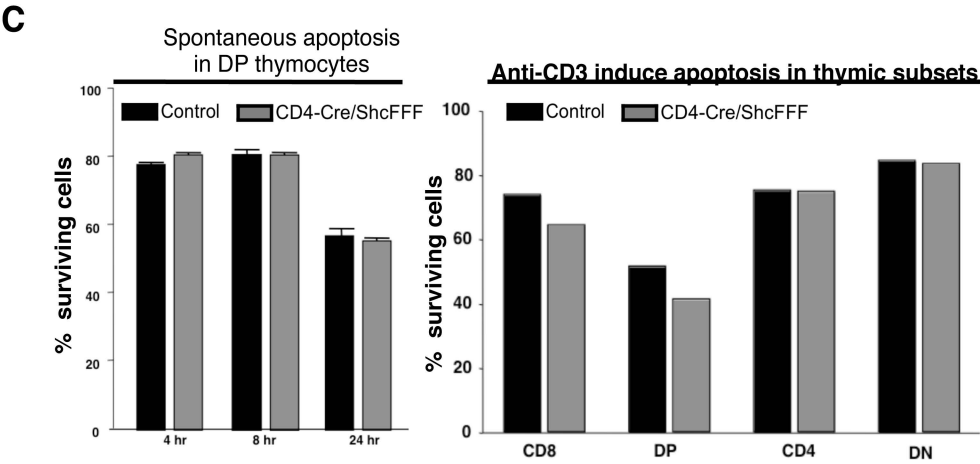 C
Spontaneous apoptosis
in DP thymocytes
Control CD4-Cre/ShcFFF
% surviving cells
100
80
60
40
20
0
4 hr 8 hr 24 hr
Anti-CD3 induce apoptosis in thymic subsets
Control CD4-Cre/ShcFFF
% surviving cells
100
80
60
40
20
0
CD8 DP CD4 DN